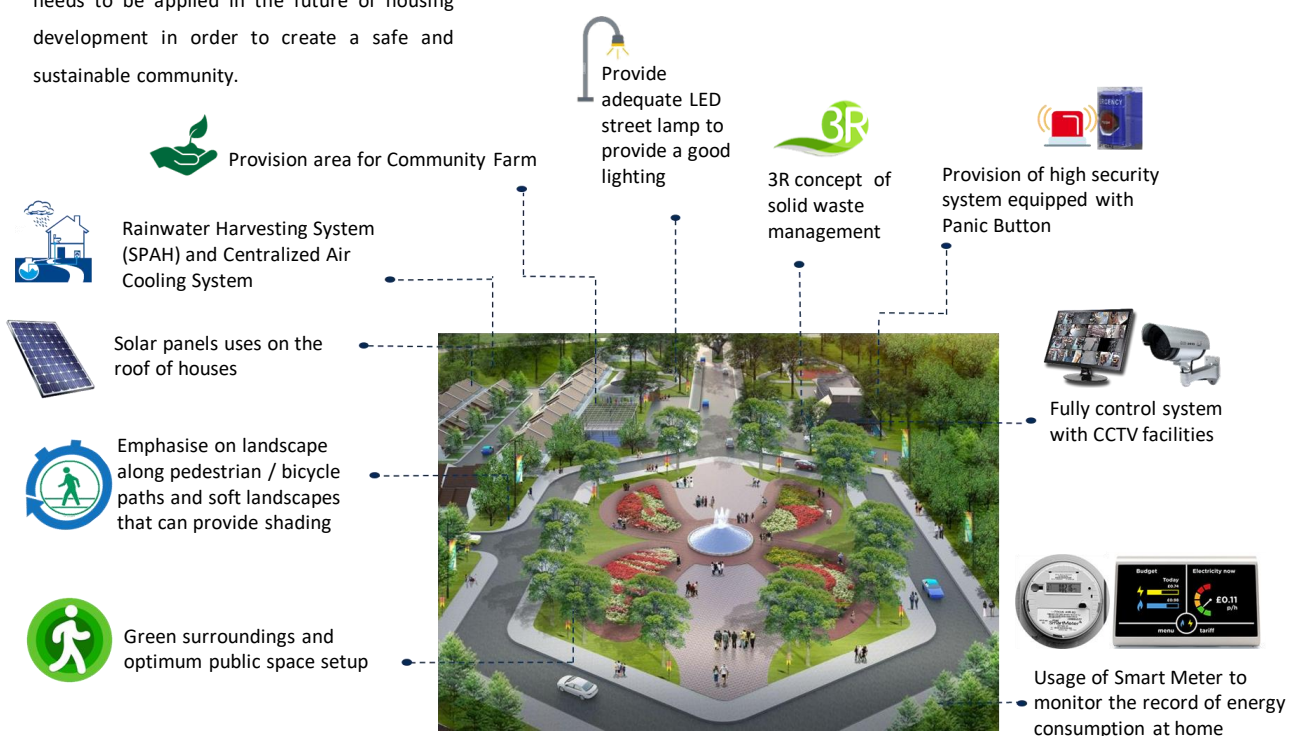 needs to be applied in the future of housing
development in order to create a safe and
sustainable community.
Provide
adequate LED
street lamp to
provide a good
lighting
3R
3R concept of
solid waste
management
Provision of high security
system equipped with
Panic Button
Provision area for Community Farm
Rainwater Harvesting System
(SPAH) and Centralized Air
Cooling System
Solar panels uses on the
roof of houses
Fully control system
with CCTV facilities
Emphasise on landscape
along pedestrian / bicycle
paths and soft landscapes
that can provide shading
Green surroundings and
optimum public space setup
Budget
Electricity now
Today
£0.11
p/h
menu
tariff
Usage of Smart Meter to
monitor the record of energy
consumption at home